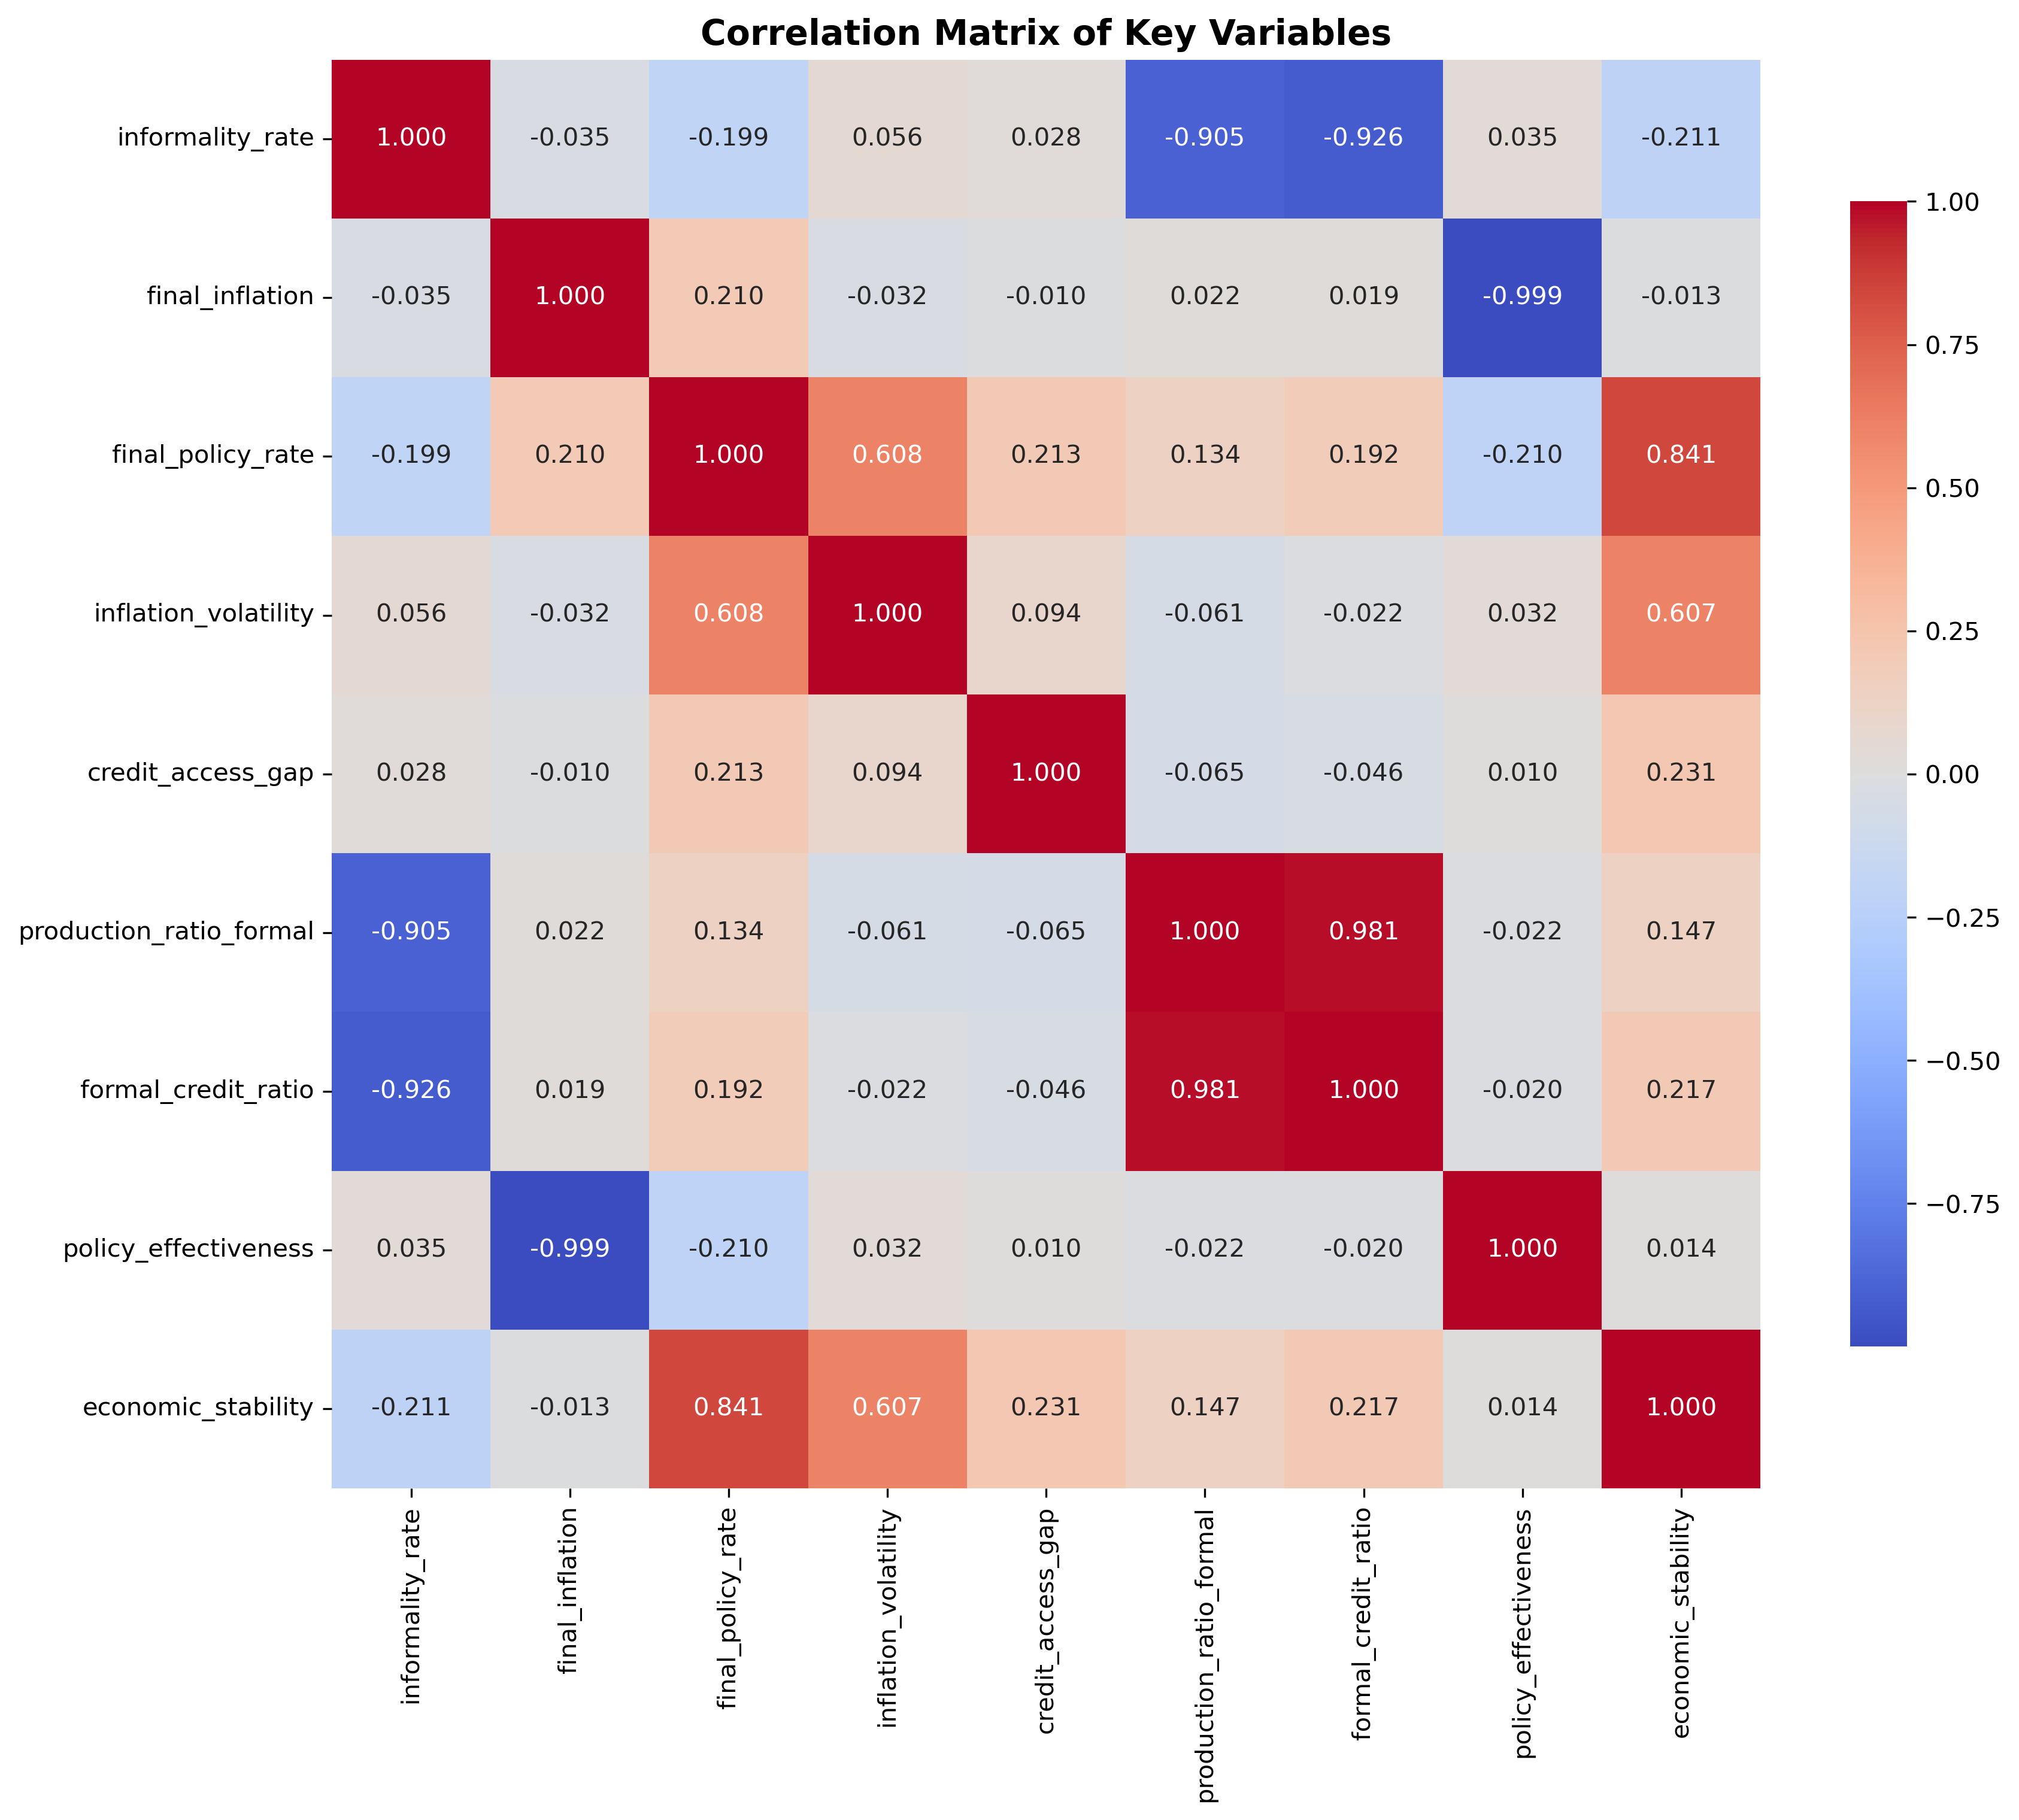 Correlation Matrix of Key Variables
informality_rate 1.000 -0.035 -0.199 0.056 0.028 -0.905 -0.926 0.035 -0.211
final_inflation -0.035 1.000 0.210 -0.032 -0.010 0.022 0.019 -0.999 -0.013
final_policy_rate -0.199 0.210 1.000 0.608 0.213 0.134 0.192 -0.210 0.841
inflation_volatility 0.056 -0.032 0.608 1.000 0.094 -0.061 -0.022 0.032 0.607
credit_access_gap 0.028 -0.010 0.213 0.094 1.000 -0.065 -0.046 0.010 0.231
production_ratio_formal -0.905 0.022 0.134 -0.061 -0.065 1.000 0.981 -0.022 0.147
formal_credit_ratio -0.926 0.019 0.192 -0.022 -0.046 0.981 1.000 -0.020 0.217
policy_effectiveness 0.035 -0.999 -0.210 0.032 0.010 -0.022 -0.020 1.000 0.014
economic_stability -0.211 -0.013 0.841 0.607 0.231 0.147 0.217 0.014 1.000
informality_rate
final_inflation
final_policy_rate
inflation_volatility
credit_access_gap
production_ratio_formal
formal_credit_ratio
policy_effectiveness
economic_stability
1.00
0.75
0.50
0.25
0.00
−0.25
−0.50
−0.75